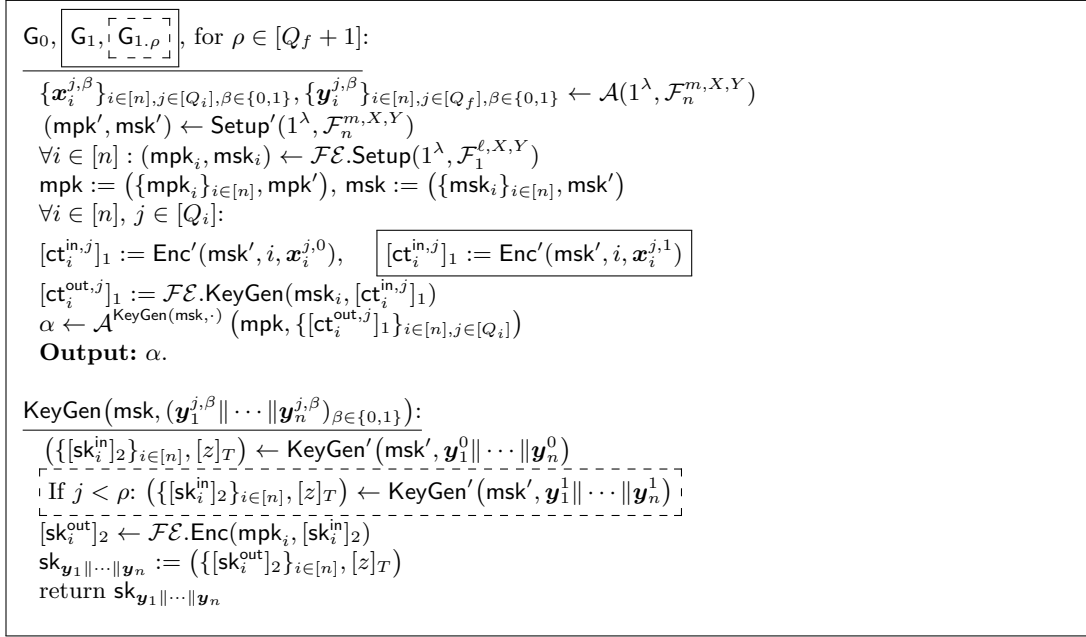 G₀, G₁, G₁.ρ, for ρ ∈ [Q_f + 1]:
{𝒙_i^{j,β}}_{i∈[n],j∈[Q_i],β∈{0,1}}, {𝒚_i^{j,β}}_{i∈[n],j∈[Q_f],β∈{0,1}} ← 𝒜(1^λ, ℱ_n^{m,X,Y})
(mpk′, msk′) ← Setup′(1^λ, ℱ_n^{m,X,Y})
∀i ∈ [n] : (mpk_i, msk_i) ← ℱℰ.Setup(1^λ, ℱ_1^{ℓ,X,Y})
mpk := ({mpk_i}_{i∈[n]}, mpk′), msk := ({msk_i}_{i∈[n]}, msk′)
∀i ∈ [n], j ∈ [Q_i]:
[ct_i^{in,j}]_1 := Enc′(msk′, i, 𝒙_i^{j,0}), [ct_i^{in,j}]_1 := Enc′(msk′, i, 𝒙_i^{j,1})
[ct_i^{out,j}]_1 := ℱℰ.KeyGen(msk_i, [ct_i^{in,j}]_1)
α ← 𝒜^{KeyGen(msk,·)} (mpk, {[ct_i^{out,j}]_1}_{i∈[n],j∈[Q_i]})
Output: α.
KeyGen(msk, (𝒚_1^{j,β}‖ ⋯ ‖𝒚_n^{j,β})_{β∈{0,1}}):
({[sk_i^{in}]_2}_{i∈[n]}, [z]_T) ← KeyGen′(msk′, 𝒚_1^0‖ ⋯ ‖𝒚_n^0)
If j < ρ: ({[sk_i^{in}]_2}_{i∈[n]}, [z]_T) ← KeyGen′(msk′, 𝒚_1^1‖ ⋯ ‖𝒚_n^1)
[sk_i^{out}]_2 ← ℱℰ.Enc(mpk_i, [sk_i^{in}]_2)
sk_{𝒚_1‖⋯‖𝒚_n} := ({[sk_i^{out}]_2}_{i∈[n]}, [z]_T)
return sk_{𝒚_1‖⋯‖𝒚_n}